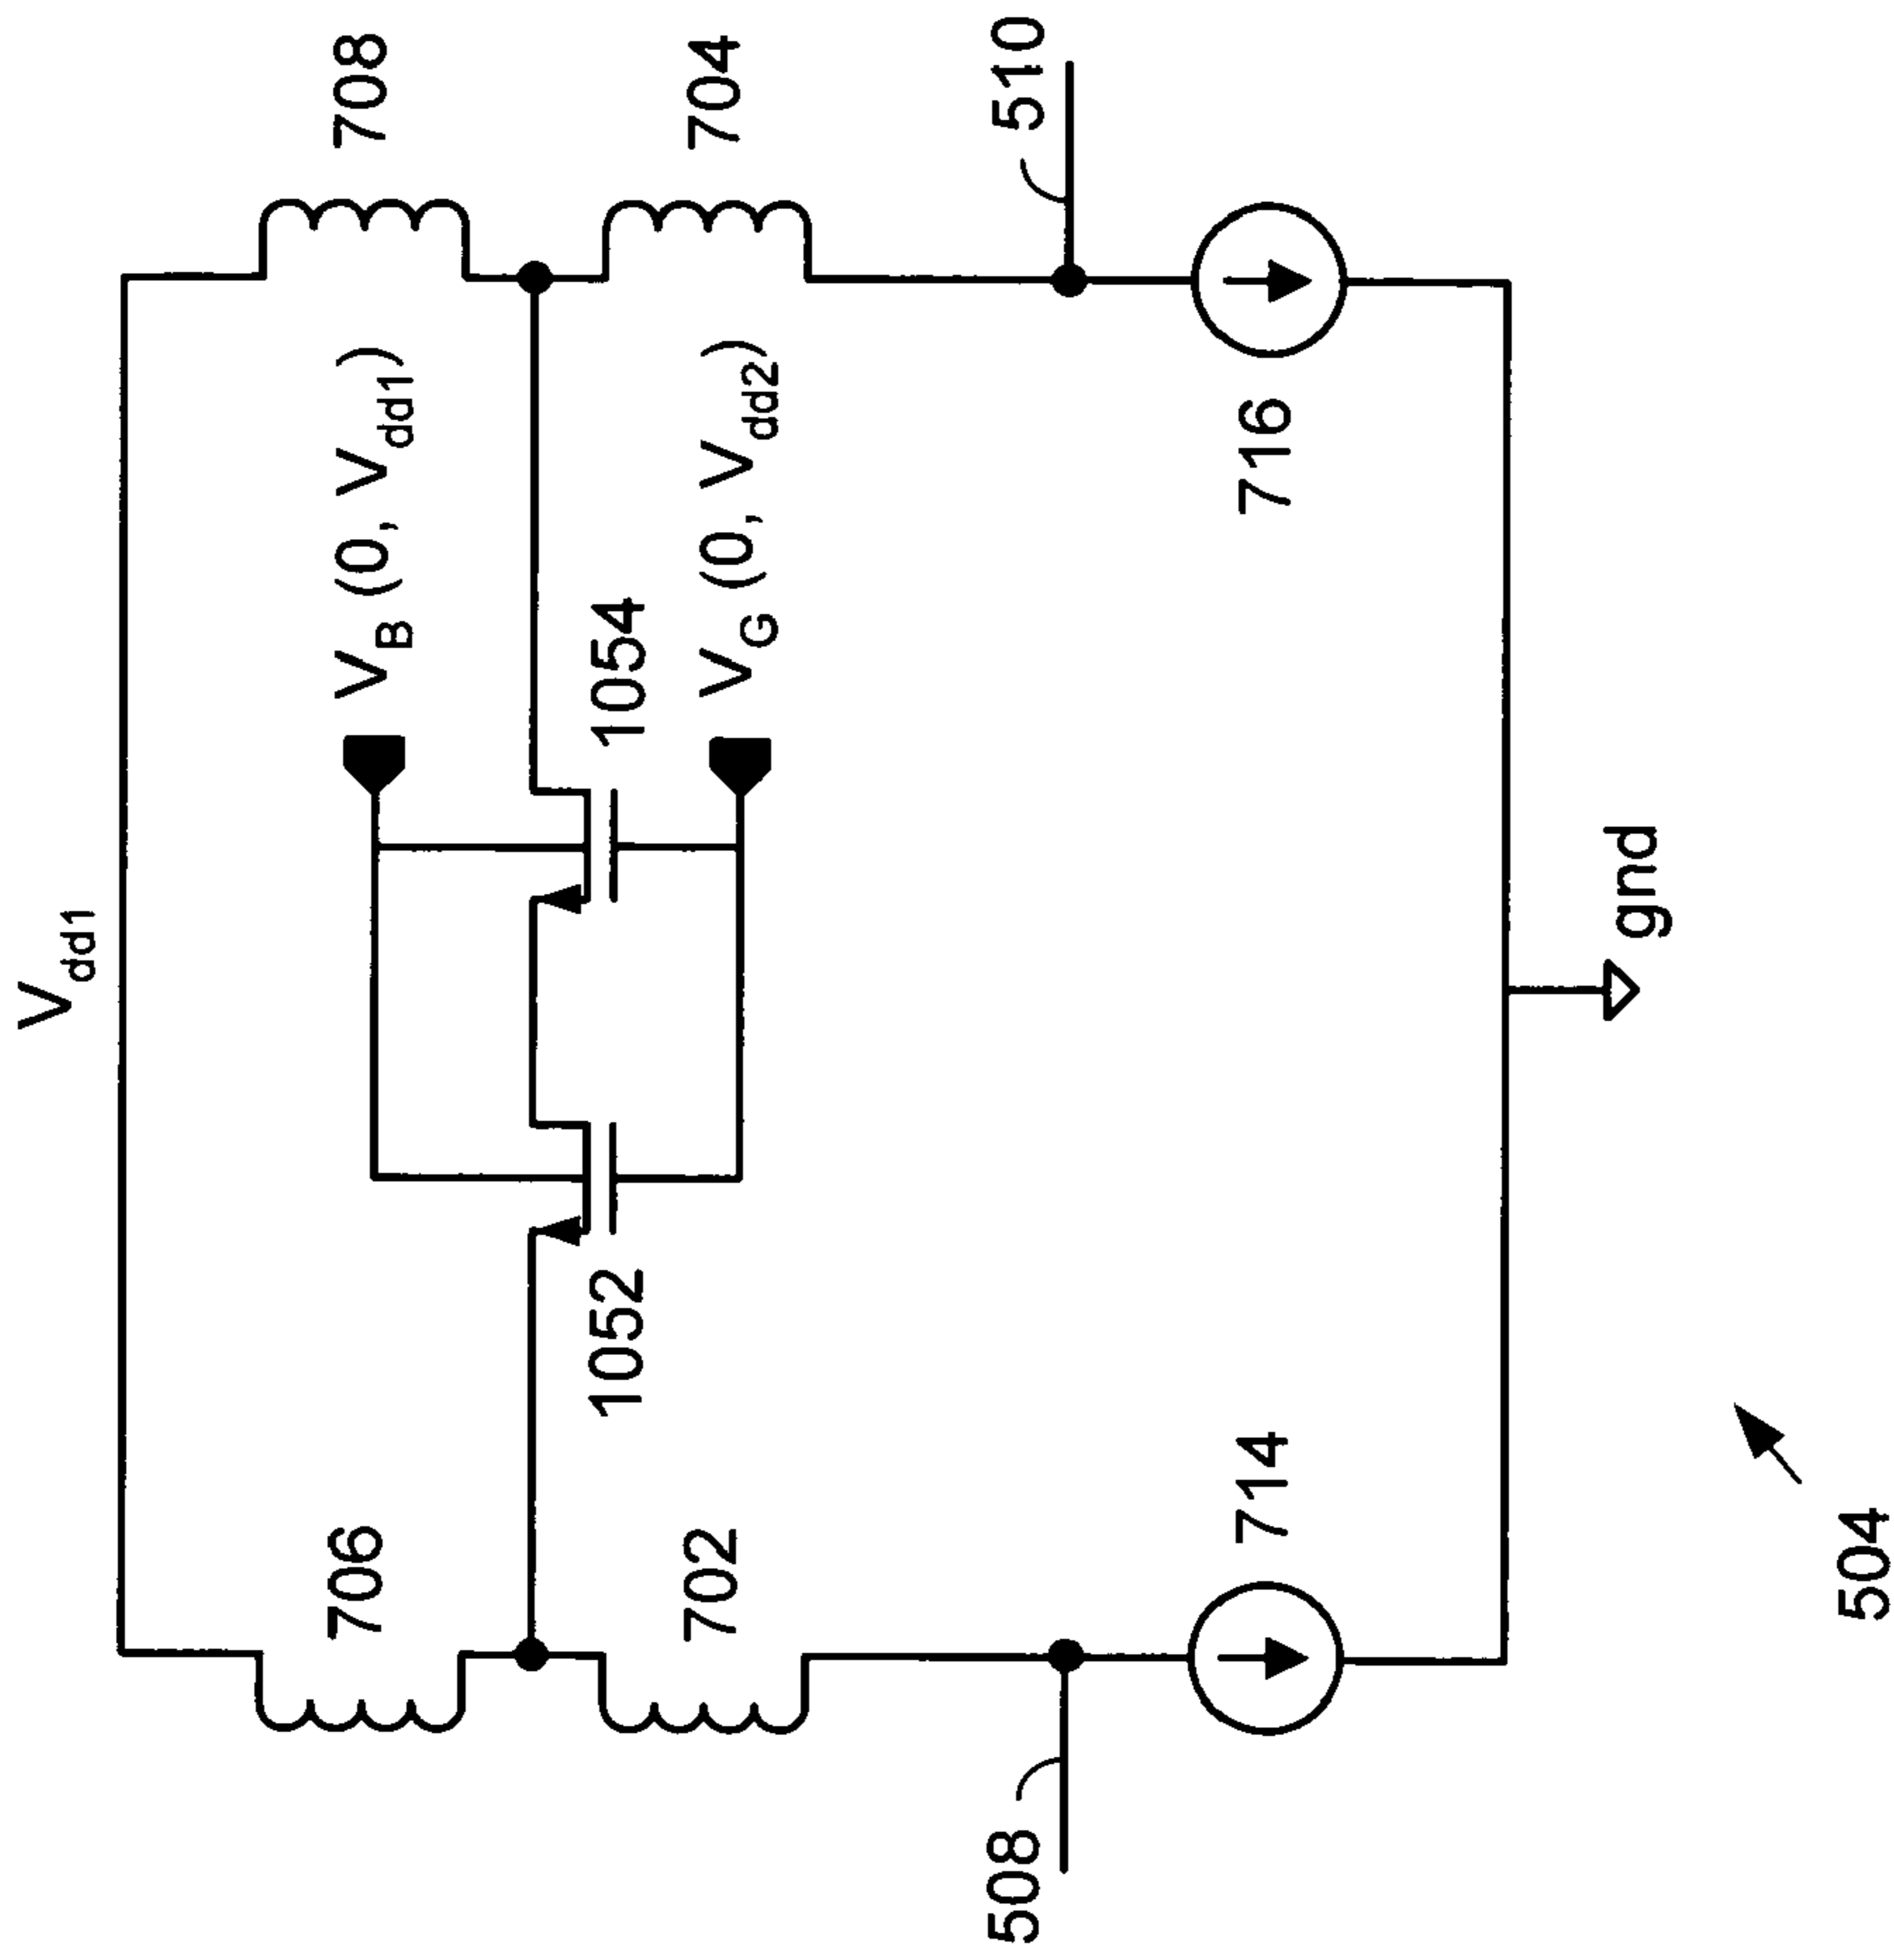 Vdd1
706
VB (0, Vdd1)
708
1052
1054
702
VG (0, Vdd2)
704
508
510
714
716
gnd
504